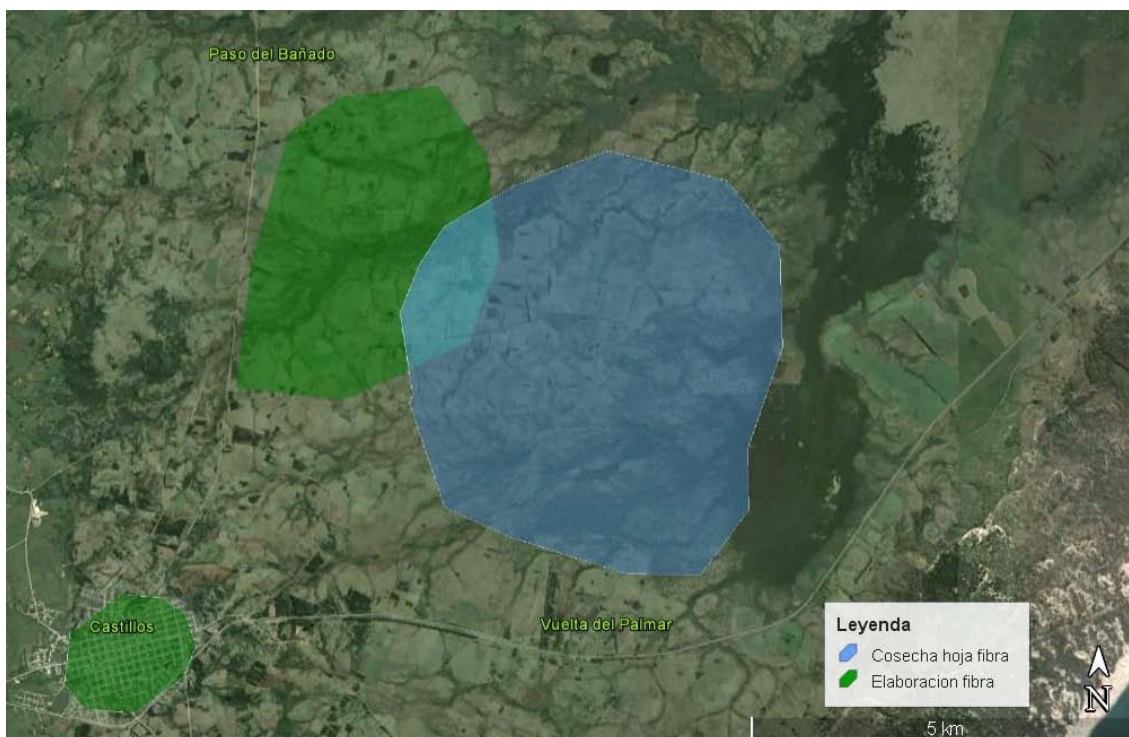 Paso del Bañado
Castillos
Vuelta del Palmar
Leyenda
Cosecha hoja fibra
Elaboracion fibra
N
5 km